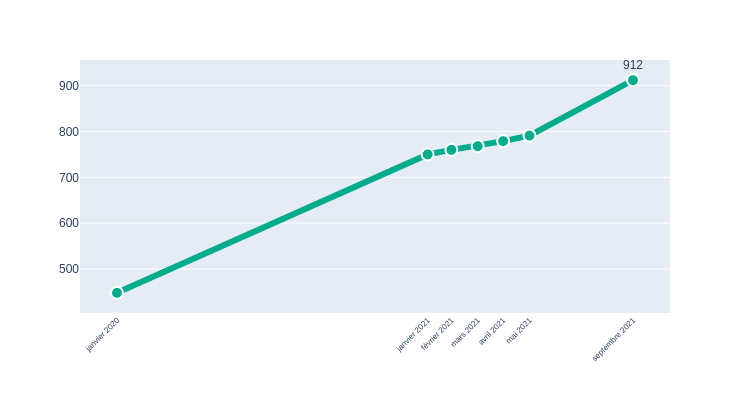 912
900
800
700
600
500
janvier 2020
janvier 2021
février 2021
mars 2021
avril 2021
mai 2021
septembre 2021